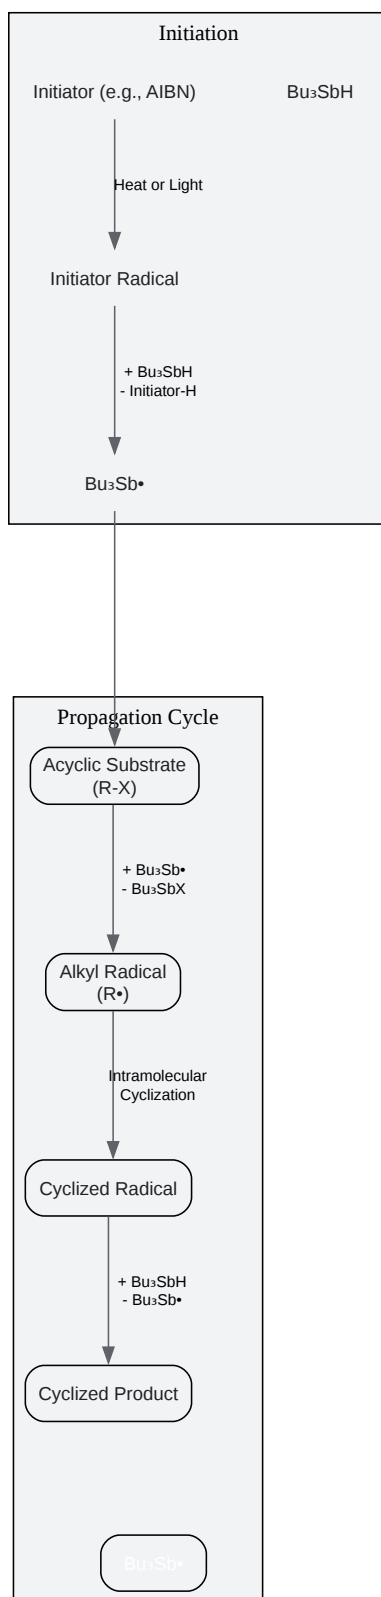 Initiation
Initiator (e.g., AIBN)
Bu₃SbH
Heat or Light
Initiator Radical
+ Bu₃SbH
- Initiator-H
Bu₃Sb•
Propagation Cycle
Acyclic Substrate
(R-X)
+ Bu₃Sb•
- Bu₃SbX
Alkyl Radical
(R•)
Intramolecular
Cyclization
Cyclized Radical
+ Bu₃SbH
- Bu₃Sb•
Cyclized Product
Bu₃Sb•